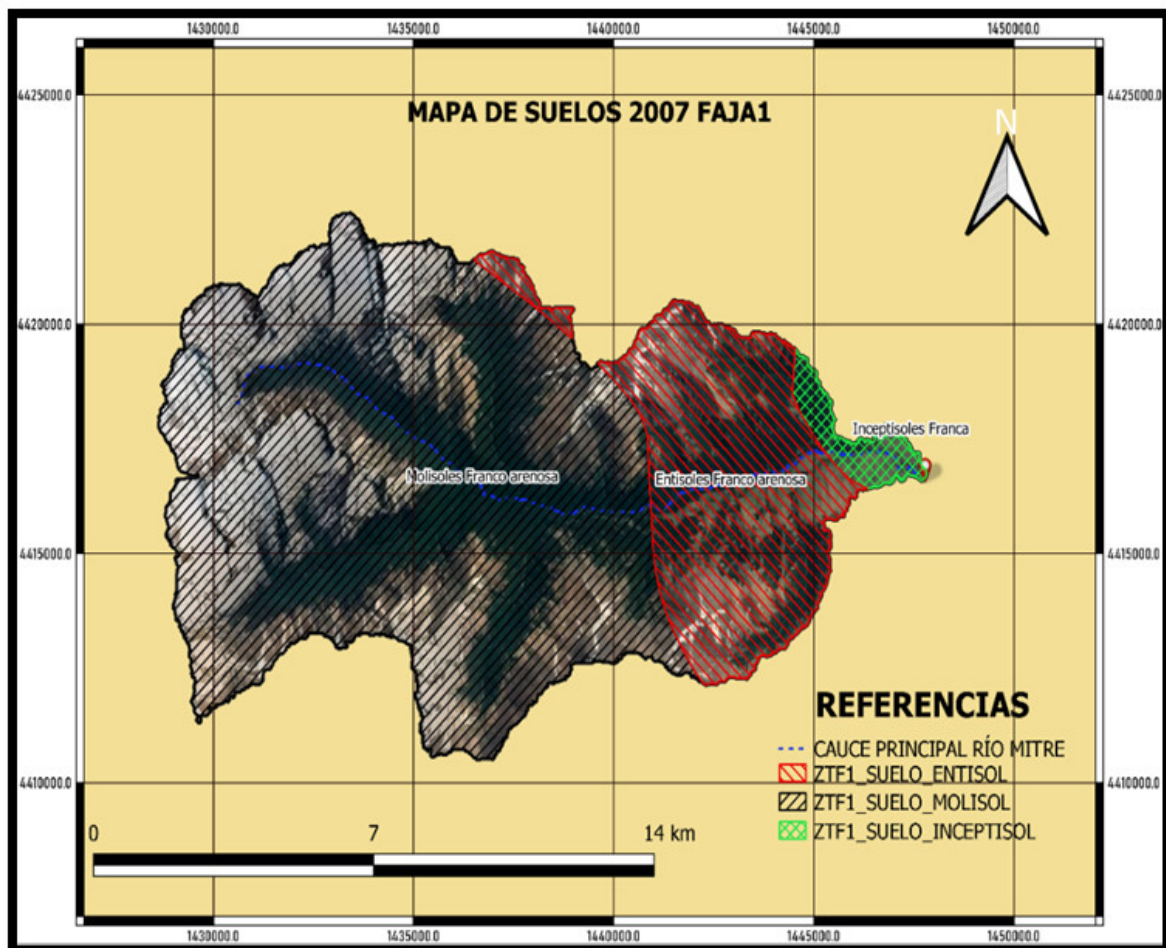 1430000.0 1435000.0 1440000.0 1445000.0 1450000.0
4425000.0 4425000.0
MAPA DE SUELOS 2007 FAJA1
N
4420000.0 4420000.0
Inceptisoles Franca
Molisoles Franco arenosa Entisoles Franco arenosa
4415000.0 4415000.0
REFERENCIAS
CAUCE PRINCIPAL RÍO MITRE
ZTF1_SUELO_ENTISOL
4410000.0 4410000.0
ZTF1_SUELO_MOLISOL
ZTF1_SUELO_INCEPTISOL
0 7 14 km
1430000.0 1435000.0 1440000.0 1445000.0 1450000.0